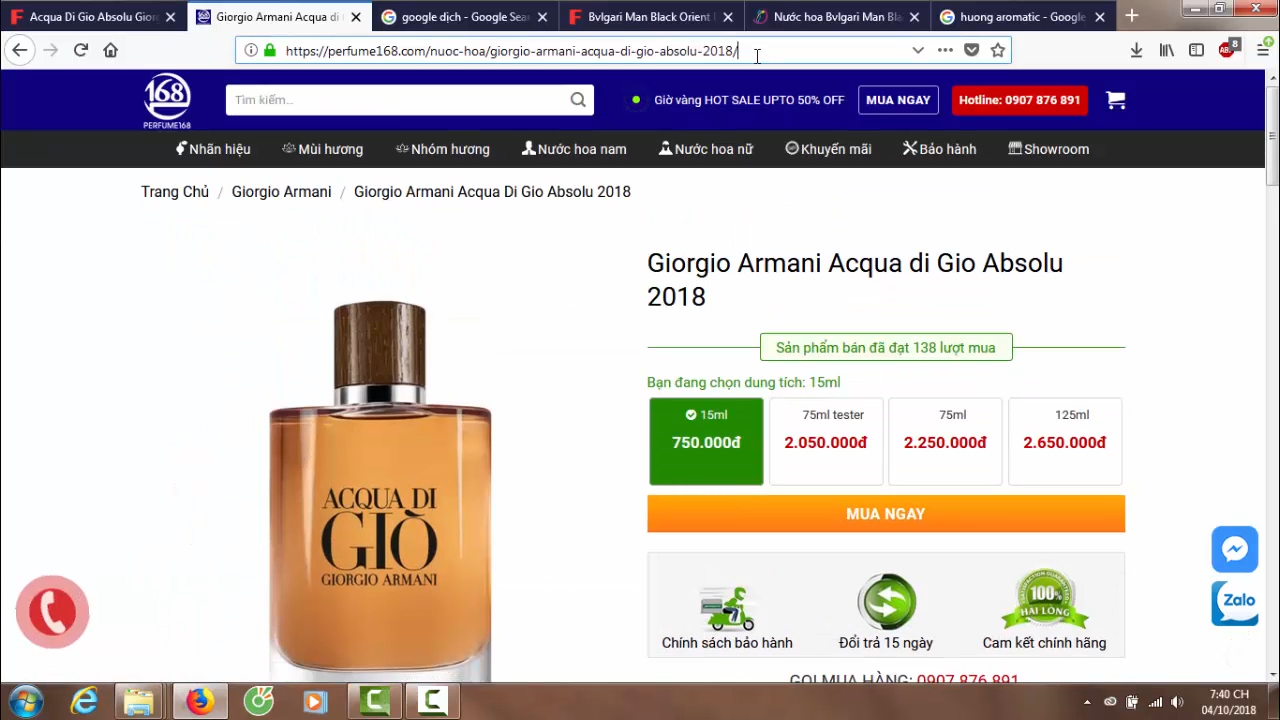 Acqua Di Gio Absolu Gior
Giorgio Armani Acqua di
google dịch - Google Sea
Bvlgari Man Black Orient
Nước hoa Bvlgari Man Bla
huong aromatic - Google
https://perfume168.com/nuoc-hoa/giorgio-armani-acqua-di-gio-absolu-2018/
8
168
PERFUME168
Tìm kiếm...
Giờ vàng HOT SALE UPTO 50% OFF
MUA NGAY
Hotline: 0907 876 891
Nhãn hiệu
Mùi hương
Nhóm hương
Nước hoa nam
Nước hoa nữ
Khuyến mãi
Bảo hành
Showroom
Trang Chủ / Giorgio Armani / Giorgio Armani Acqua Di Gio Absolu 2018
Giorgio Armani Acqua di Gio Absolu
2018
Sản phẩm bán đã đạt 138 lượt mua
Bạn đang chọn dung tích: 15ml
15ml
750.000đ
75ml tester
2.050.000đ
75ml
2.250.000đ
125ml
2.650.000đ
MUA NGAY
ACQUA DI
GIÒ
GIORGIO ARMANI
100%
HÀI LÒNG
Chính sách bảo hành
Đổi trả 15 ngày
Cam kết chính hãng
GỌI MUA HÀNG: 0907 876 891
Zalo
7:40 CH
04/10/2018